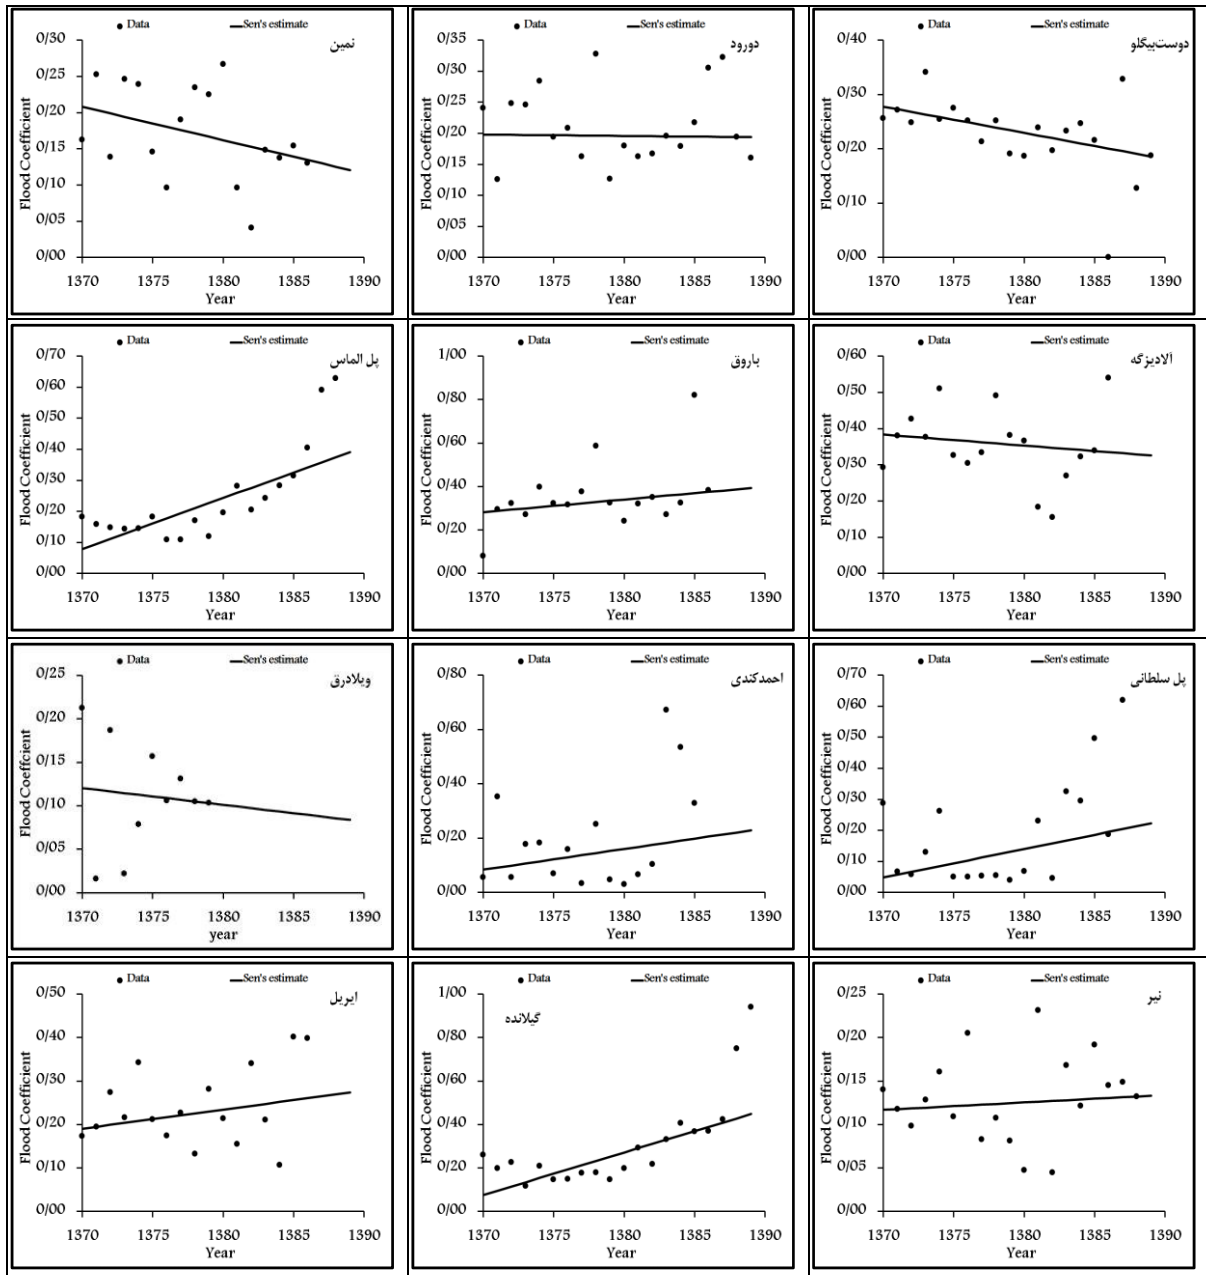 Data Sen's estimate
نمین
Flood Coefficient
0/30
0/25
0/20
0/15
0/10
0/05
0/00
1370 1375 1380 1385 1390
Year
Data Sen's estimate
دورود
Flood Coefficient
0/35
0/30
0/25
0/20
0/15
0/10
0/05
0/00
1370 1375 1380 1385 1390
Year
Data Sen's estimate
دوست‌بیگلو
Flood Coefficient
0/40
0/30
0/20
0/10
0/00
1370 1375 1380 1385 1390
Year
Data Sen's estimate
پل الماس
Flood Coefficient
0/70
0/60
0/50
0/40
0/30
0/20
0/10
0/00
1370 1375 1380 1385 1390
Year
Data Sen's estimate
باروق
Flood Coefficient
1/00
0/80
0/60
0/40
0/20
0/00
1370 1375 1380 1385 1390
Year
Data Sen's estimate
آلادیزگه
Flood Coefficient
0/60
0/50
0/40
0/30
0/20
0/10
0/00
1370 1375 1380 1385 1390
Year
Data Sen's estimate
ویلادرق
Flood Coeffcient
0/25
0/20
0/15
0/10
0/05
0/00
1370 1375 1380 1385 1390
year
Data Sen's estimate
احمدکندی
Flood Coefficient
0/80
0/60
0/40
0/20
0/00
1370 1375 1380 1385 1390
Year
Data Sen's estimate
پل سلطانی
Flood Coefficient
0/70
0/60
0/50
0/40
0/30
0/20
0/10
0/00
1370 1375 1380 1385 1390
Year
Data Sen's estimate
ایریل
Flood Coefficient
0/50
0/40
0/30
0/20
0/10
0/00
1370 1375 1380 1385 1390
Year
Data Sen's estimate
گیلانده
Flood Coefficient
1/00
0/80
0/60
0/40
0/20
0/00
1370 1375 1380 1385 1390
Year
Data Sen's estimate
نیر
Flood Coefficient
0/25
0/20
0/15
0/10
0/05
0/00
1370 1375 1380 1385 1390
Year